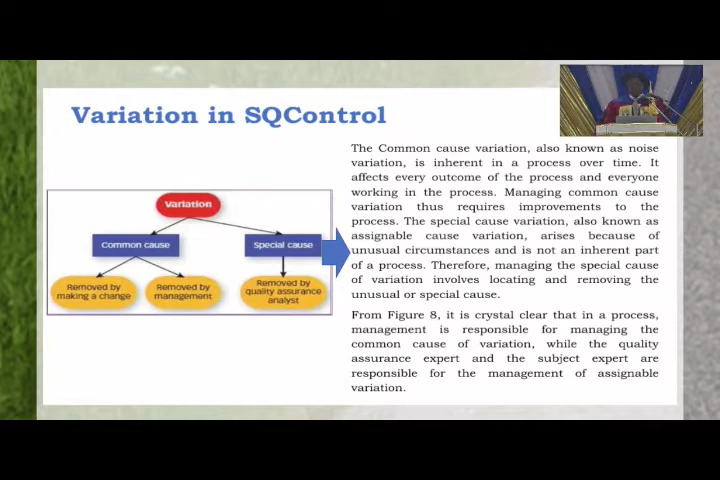 Variation in SQControl
Variation
Common cause
Special cause
Removed by
making a change
Removed by
management
Removed by
quality assurance
analyst
The Common cause variation, also known as noise
variation, is inherent in a process over time. It
affects every outcome of the process and everyone
working in the process. Managing common cause
variation thus requires improvements to the
process. The special cause variation, also known as
assignable cause variation, arises because of
unusual circumstances and is not an inherent part
of a process. Therefore, managing the special cause
of variation involves locating and removing the
unusual or special cause.
From Figure 8, it is crystal clear that in a process,
management is responsible for managing the
common cause of variation, while the quality
assurance expert and the subject expert are
responsible for the management of assignable
variation.